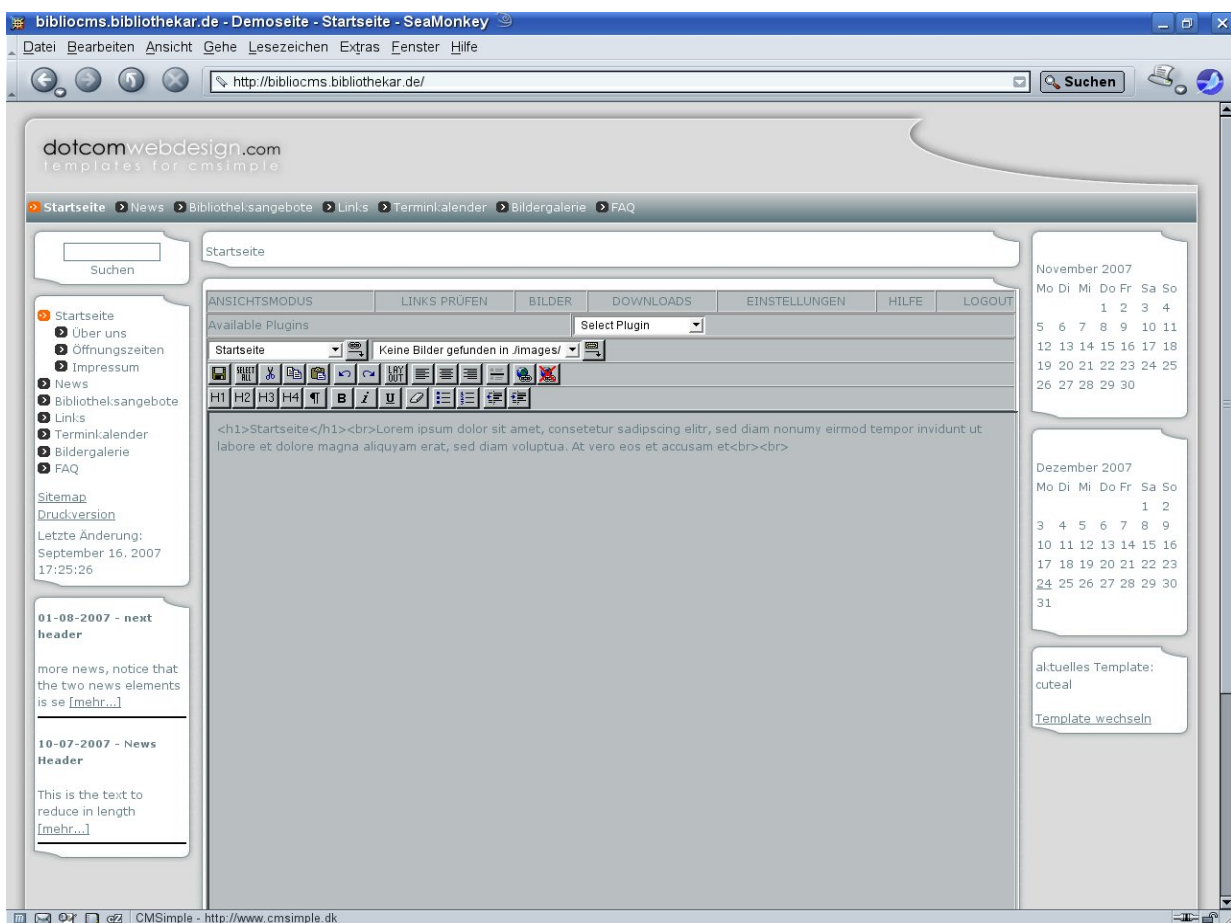 bibliocms.bibliothekar.de - Demoseite - Startseite - SeaMonkey
Datei Bearbeiten Ansicht Gehe Lesezeichen Extras Fenster Hilfe
http://bibliocms.bibliothekar.de/
Suchen
dotcomwebdesign.com
templates for cmsimple
Startseite News Bibliotheksangebote Links Terminkalender Bildergalerie FAQ
Suchen
Startseite
Über uns
Öffnungszeiten
Impressum
News
Bibliotheksangebote
Links
Terminkalender
Bildergalerie
FAQ
Sitemap
Druckversion
Letzte Änderung:
September 16. 2007
17:25:26
01-08-2007 - next
header
more news, notice that
the two news elements
is se [mehr...]
10-07-2007 - News
Header
This is the text to
reduce in length
[mehr...]
Startseite
ANSICHTSMODUS LINKS PRÜFEN BILDER DOWNLOADS EINSTELLUNGEN HILFE LOGOUT
Available Plugins Select Plugin
Startseite Keine Bilder gefunden in ./images/
SELECT ALL LAY OUT
H1 H2 H3 H4 ¶ B i U
<h1>Startseite</h1><br>Lorem ipsum dolor sit amet, consetetur sadipscing elitr, sed diam nonumy eirmod tempor invidunt ut
labore et dolore magna aliquyam erat, sed diam voluptua. At vero eos et accusam et<br><br>
November 2007
Mo Di Mi Do Fr Sa So
1 2 3 4
5 6 7 8 9 10 11
12 13 14 15 16 17 18
19 20 21 22 23 24 25
26 27 28 29 30
Dezember 2007
Mo Di Mi Do Fr Sa So
1 2
3 4 5 6 7 8 9
10 11 12 13 14 15 16
17 18 19 20 21 22 23
24 25 26 27 28 29 30
31
aktuelles Template:
cuteal
Template wechseln
CMSimple - http://www.cmsimple.dk